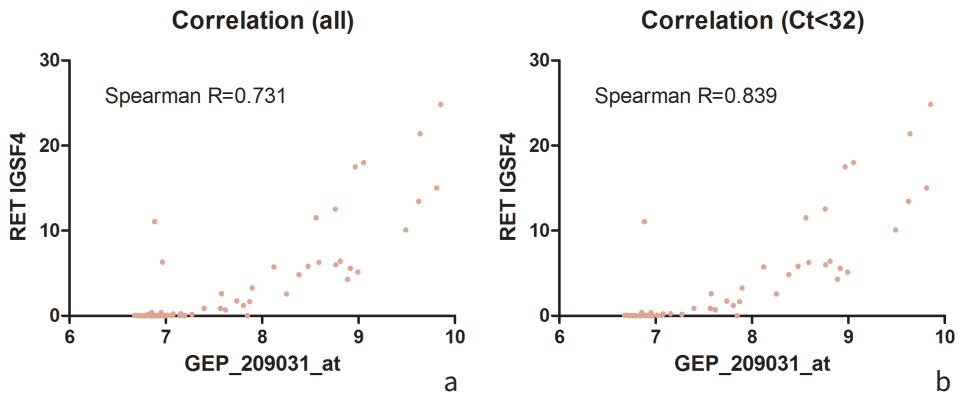 Correlation (all)
30
20
10
0
RET IGSF4
Spearman R=0.731
6 7 8 9 10
GEP_209031_at
a
Correlation (Ct<32)
30
20
10
0
RET IGSF4
Spearman R=0.839
6 7 8 9 10
GEP_209031_at
b